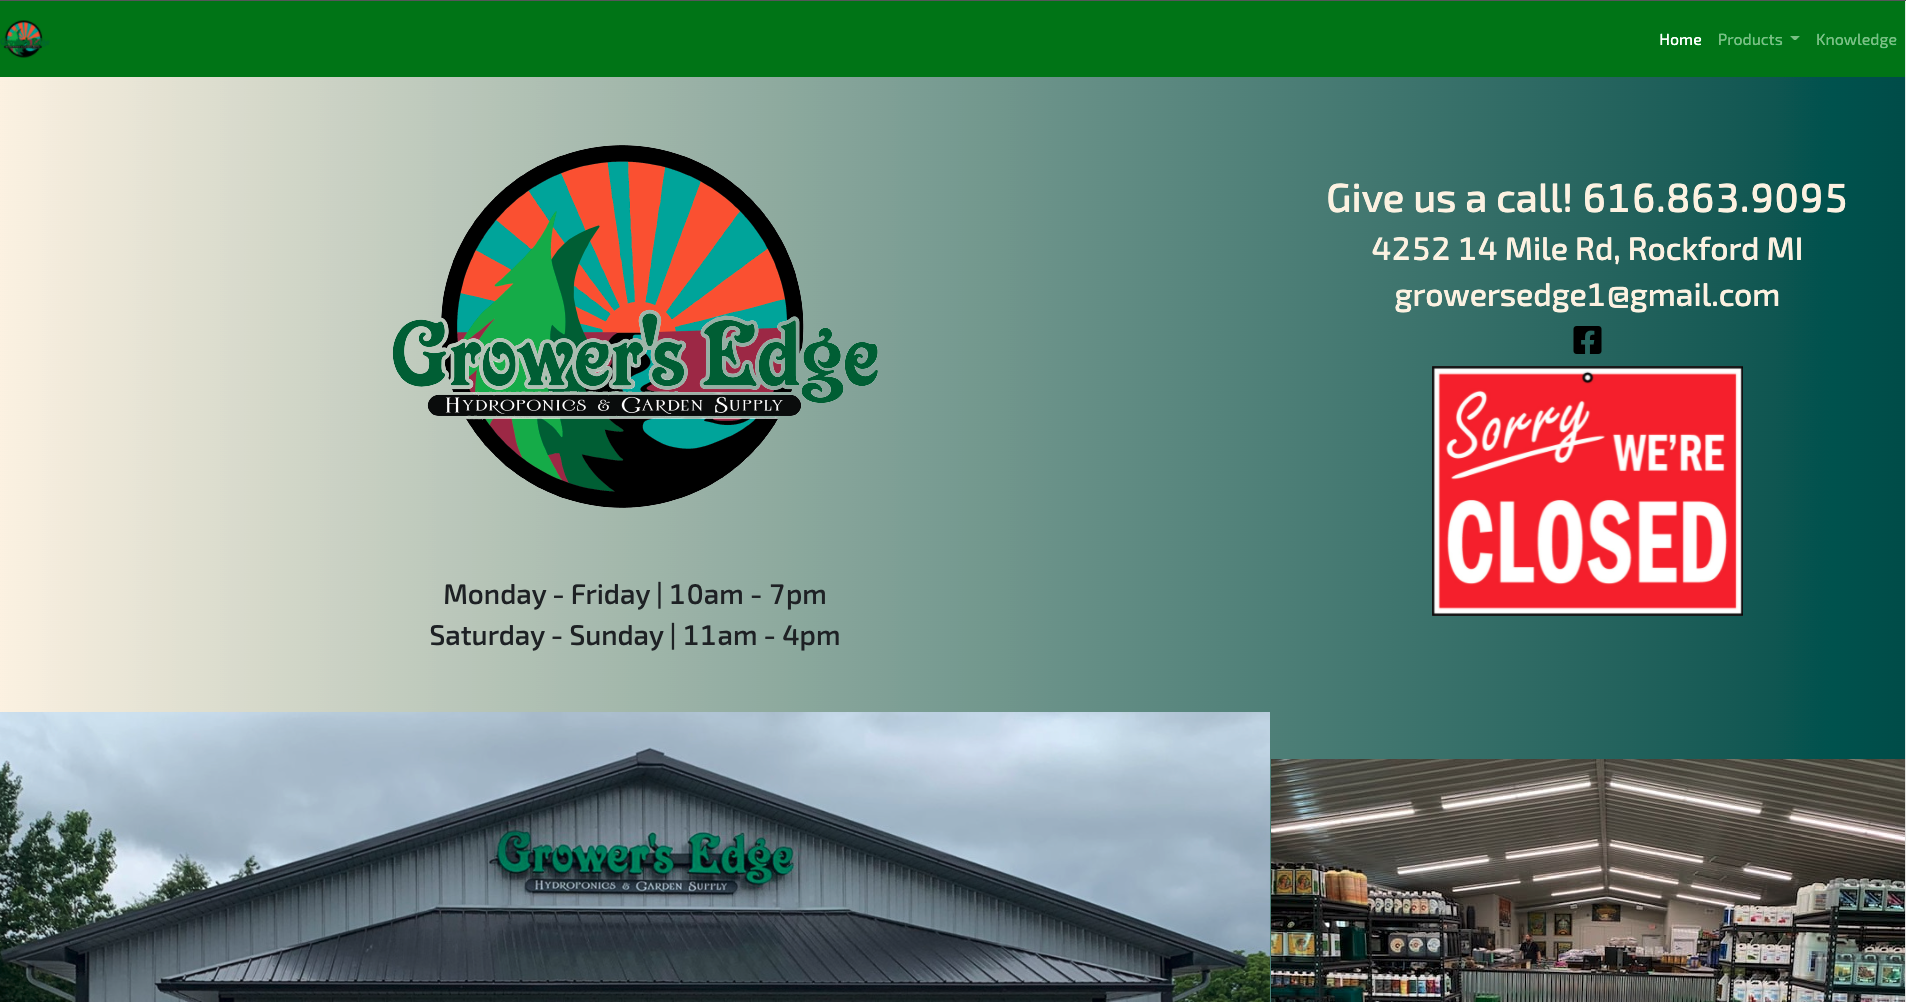 Home Products Knowledge
Grower's Edge
Hydroponics & Garden Supply
Monday - Friday | 10am - 7pm
Saturday - Sunday | 11am - 4pm
Give us a call! 616.863.9095
4252 14 Mile Rd, Rockford MI
growersedge1@gmail.com
Sorry WE'RE
CLOSED
Grower's Edge
Hydroponics & Garden Supply